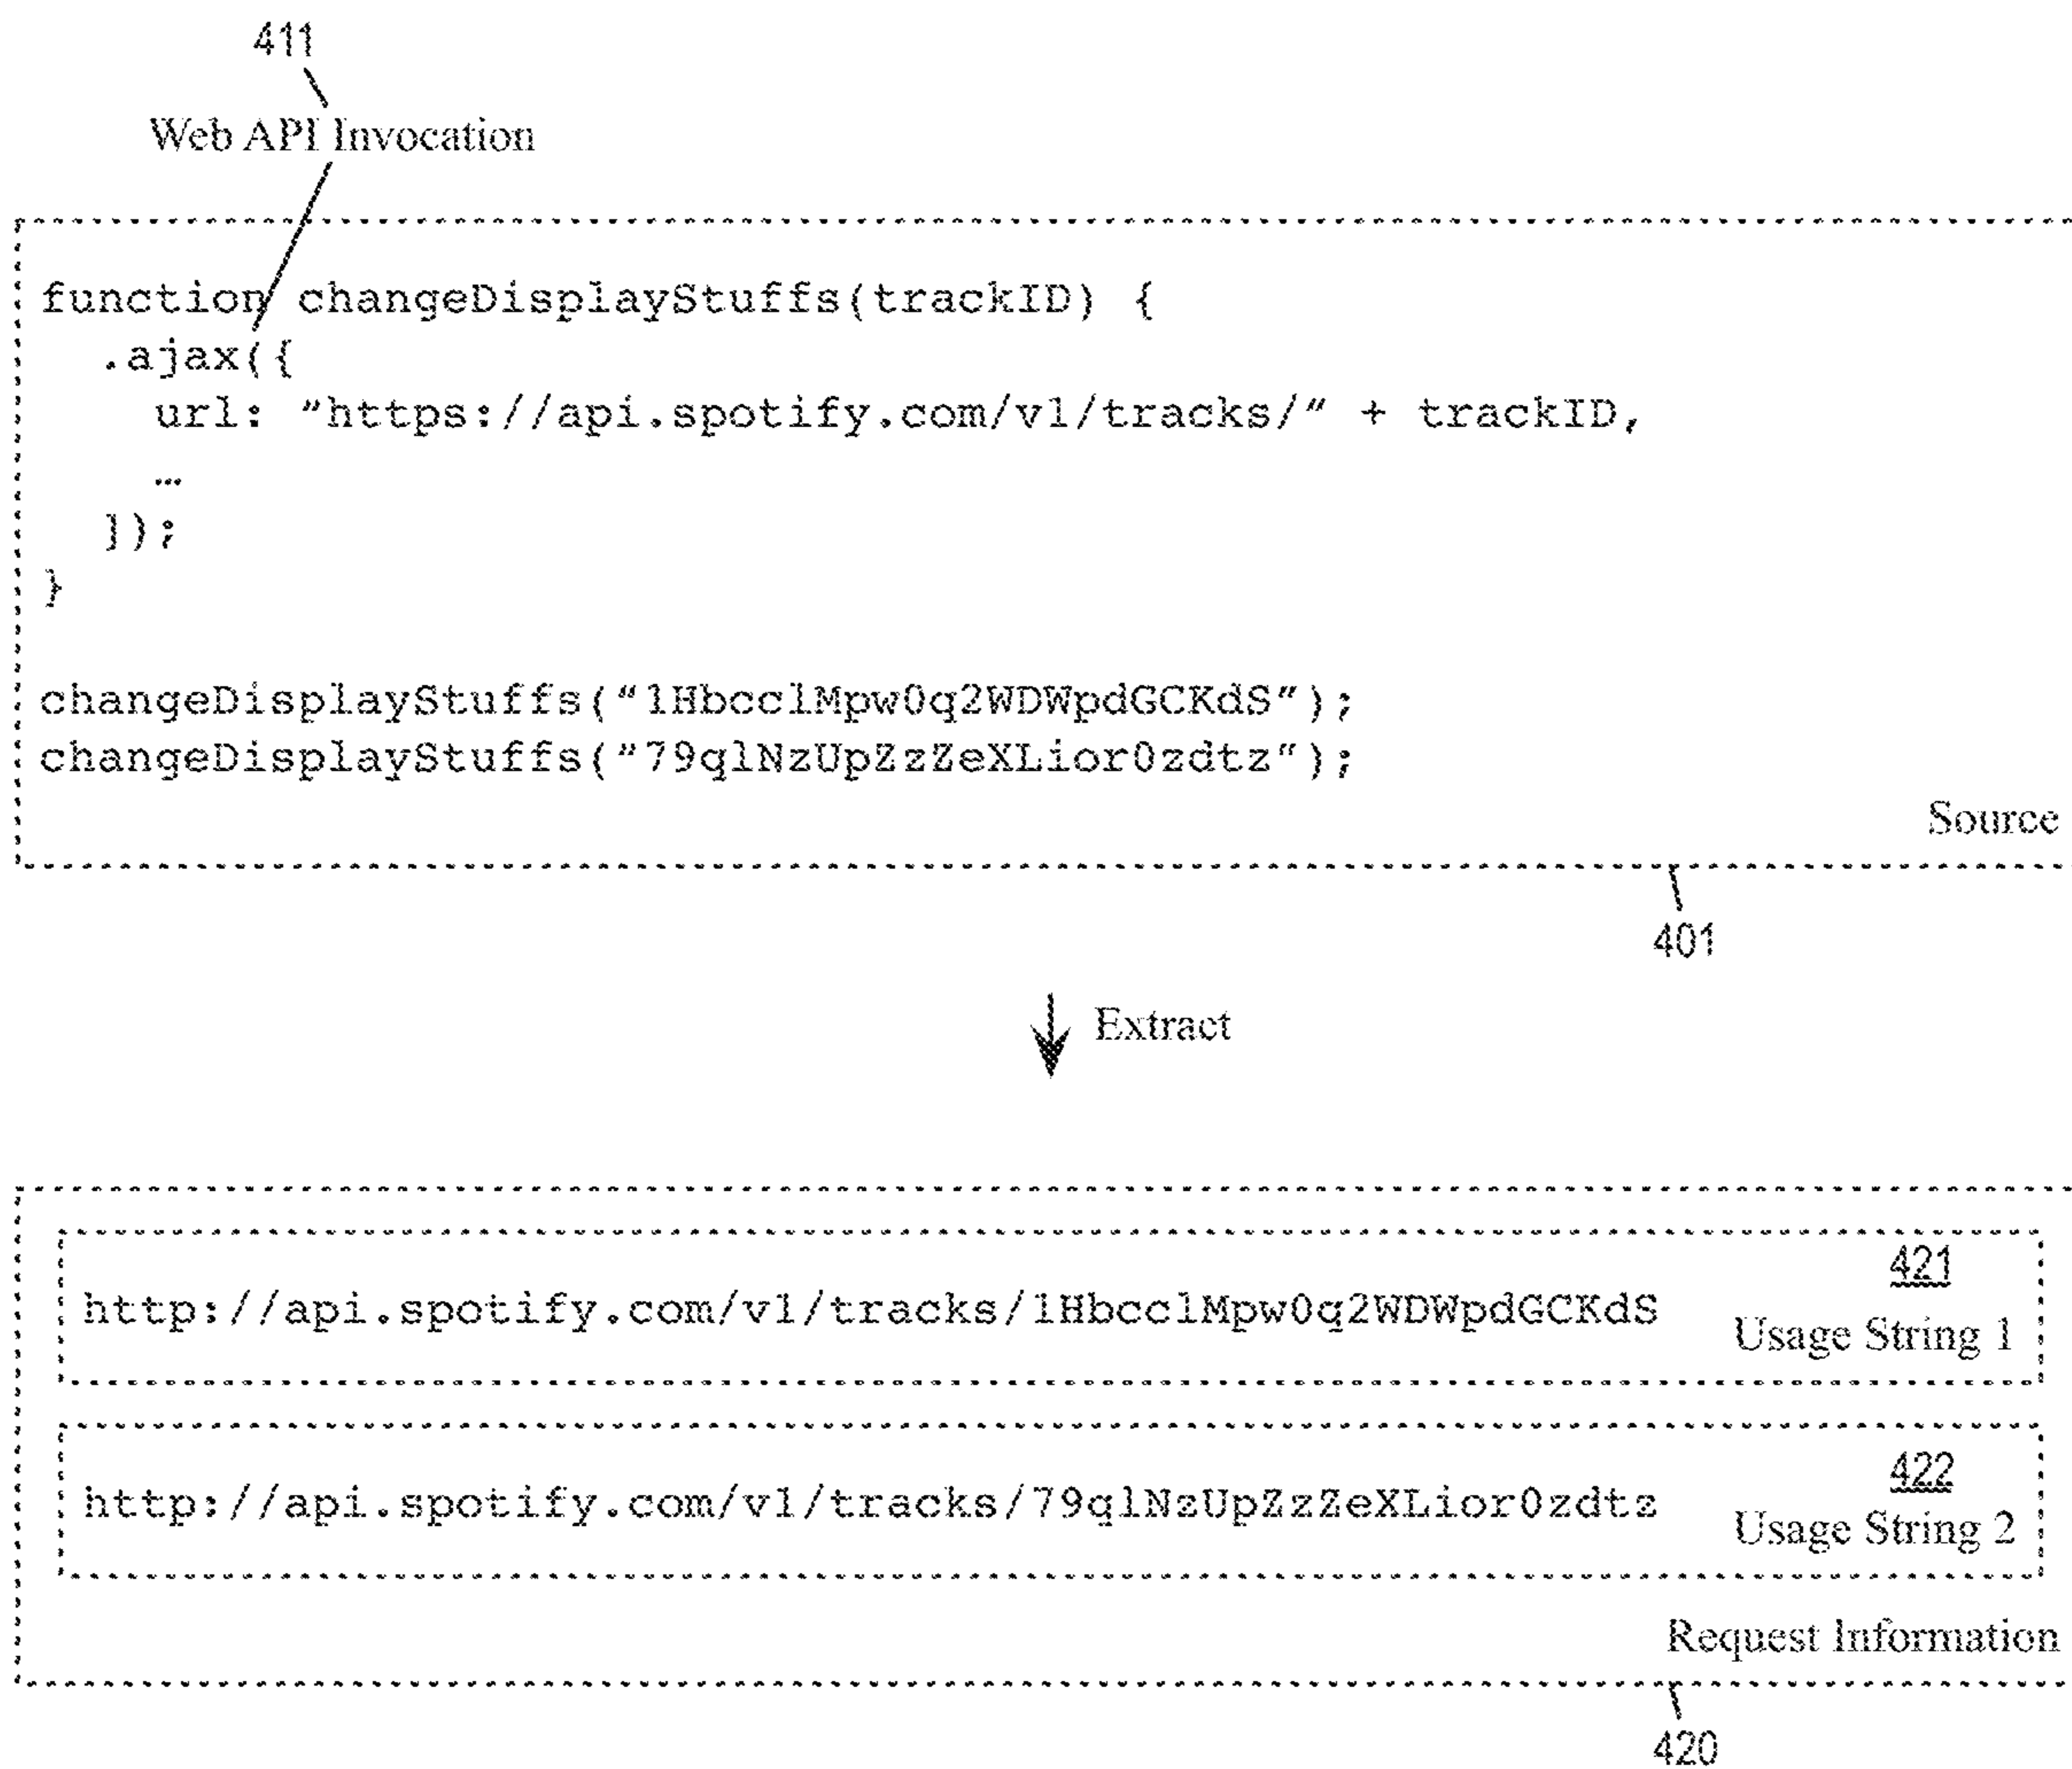 411
Web API Invocation
function changeDisplayStuffs(trackID) {
.ajax({
url: "https://api.spotify.com/v1/tracks/" + trackID,
…
]);
}
changeDisplayStuffs("1Hbcc1Mpw0q2WDWpdGCKdS");
changeDisplayStuffs("79qlNzUpZzZeXLior0zdtz");
Source
401
Extract
421
http://api.spotify.com/v1/tracks/1Hbcc1Mpw0q2WDWpdGCKdS
Usage String 1
422
http://api.spotify.com/v1/tracks/79qlNzUpZzZeXLior0zdtz
Usage String 2
Request Information
420